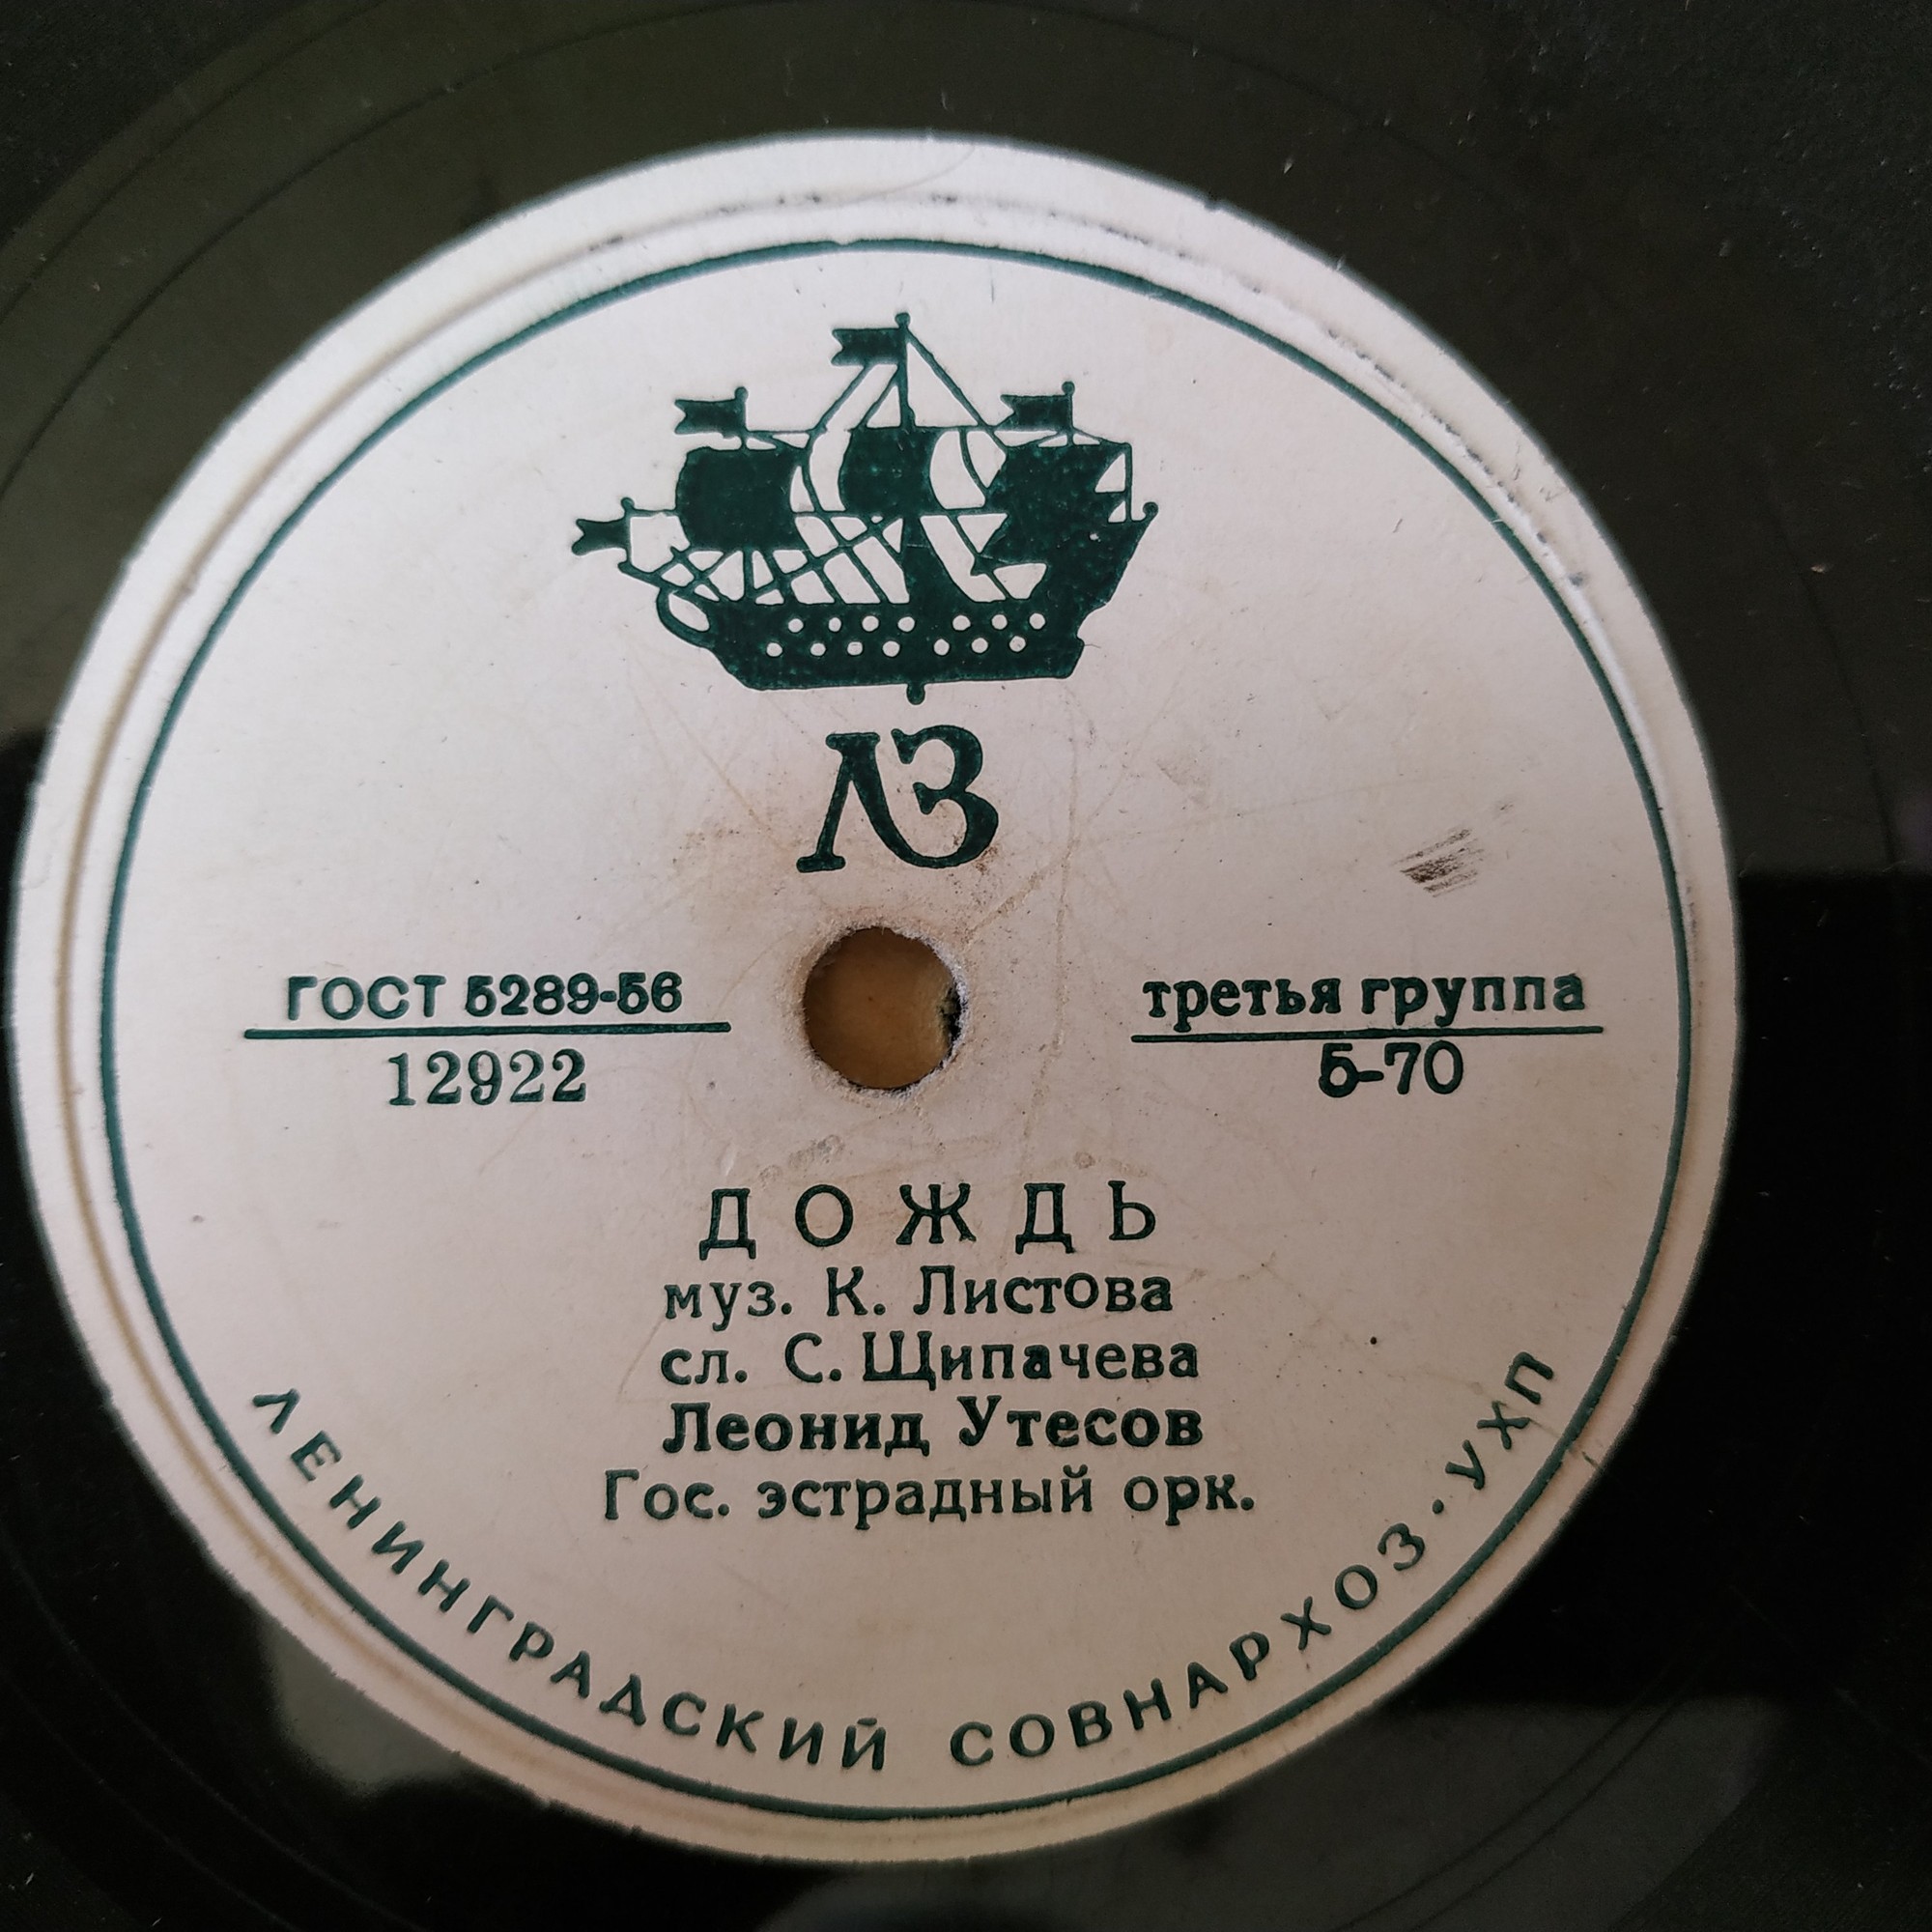 ЛЗ
ГОСТ 5289-56
12922
третья группа
5-70
ДОЖДЬ
муз. К. Листова
сл. С. Щипачева
Леонид Утесов
Гос. эстрадный орк.
ЛЕНИНГРАДСКИЙ СОВНАРХОЗ·УХП